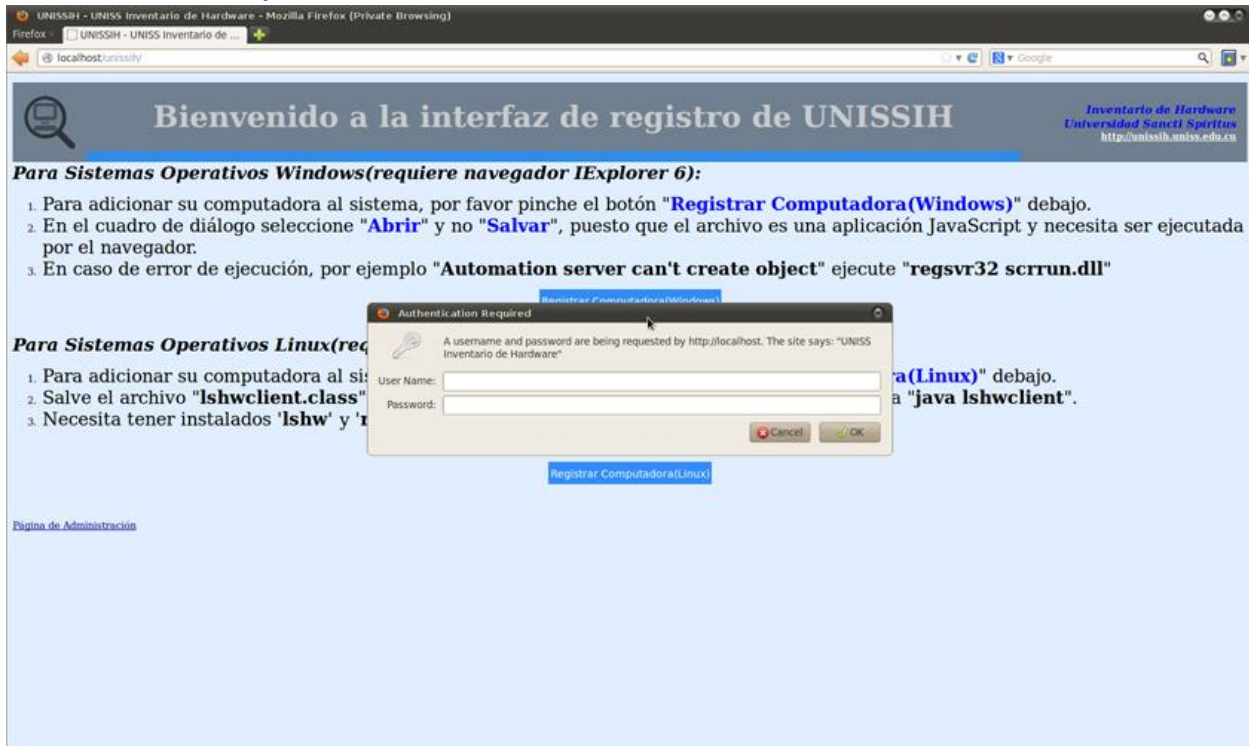 UNISSIH - UNISS Inventario de Hardware - Mozilla Firefox (Private Browsing)
Firefox
UNISSIH - UNISS Inventario de ...
localhost/unissih/
Google
Bienvenido a la interfaz de registro de UNISSIH
Inventario de Hardware
Universidad Sancti Spiritus
http://unissih.uniss.edu.cu
Para Sistemas Operativos Windows(requiere navegador IExplorer 6):
1. Para adicionar su computadora al sistema, por favor pinche el botón "Registrar Computadora(Windows)" debajo.
2. En el cuadro de diálogo seleccione "Abrir" y no "Salvar", puesto que el archivo es una aplicación JavaScript y necesita ser ejecutada
por el navegador.
3. En caso de error de ejecución, por ejemplo "Automation server can't create object" ejecute "regsvr32 scrrun.dll"
Registrar Computadora(Windows)
Authentication Required
A username and password are being requested by http://localhost. The site says: "UNISS
Inventario de Hardware"
User Name:
Password:
Cancel
OK
Para Sistemas Operativos Linux(req
1. Para adicionar su computadora al si a(Linux)" debajo.
2. Salve el archivo "lshwclient.class" a "java lshwclient".
3. Necesita tener instalados 'lshw' y '
Registrar Computadora(Linux)
Página de Administración